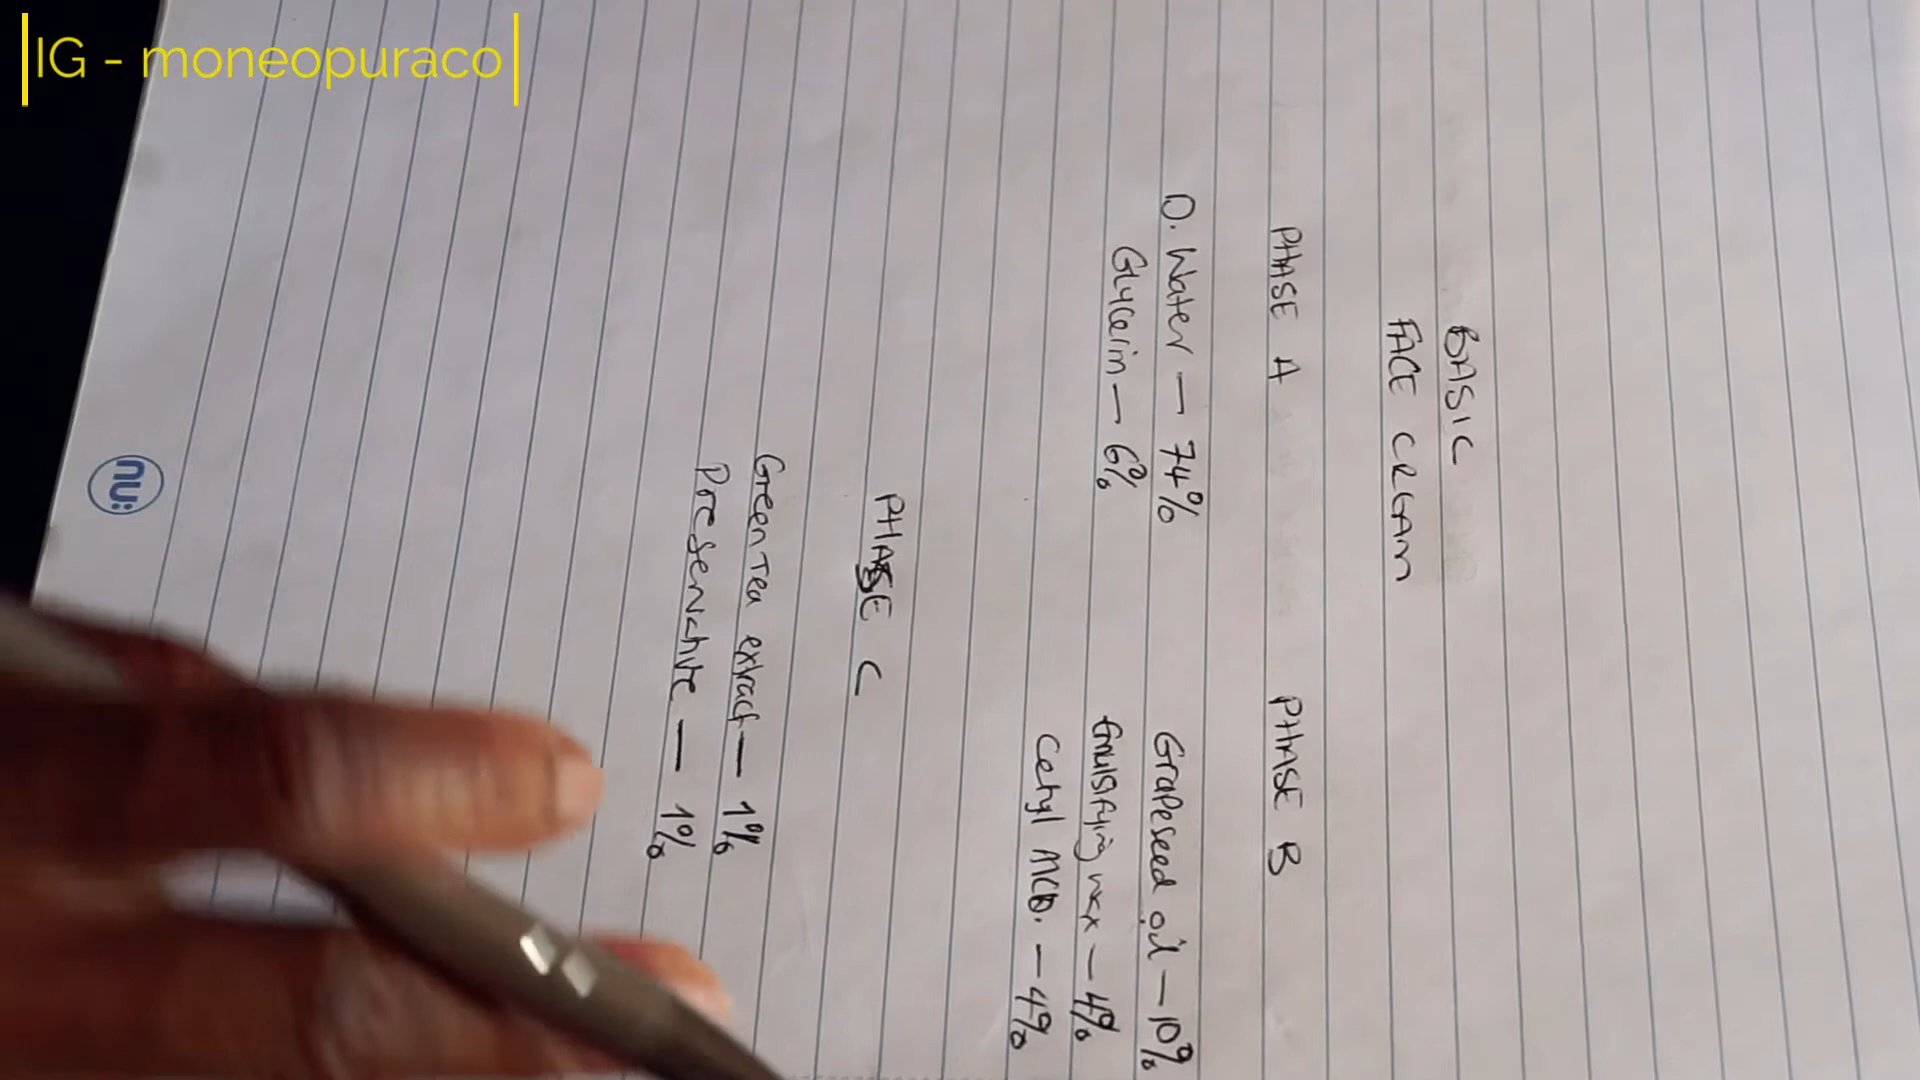 IG - moneopuraco
BASIC
FACE CREAM
PHASE A
D. Water — 74%
Glycerin — 6%
PHASE B
Grapeseed oil — 10%
Emulsifying wax — 4%
Cetyl Alco. — 4%
PHASE C
Green Tea extract — 1%
Preservative — 1%
nu: